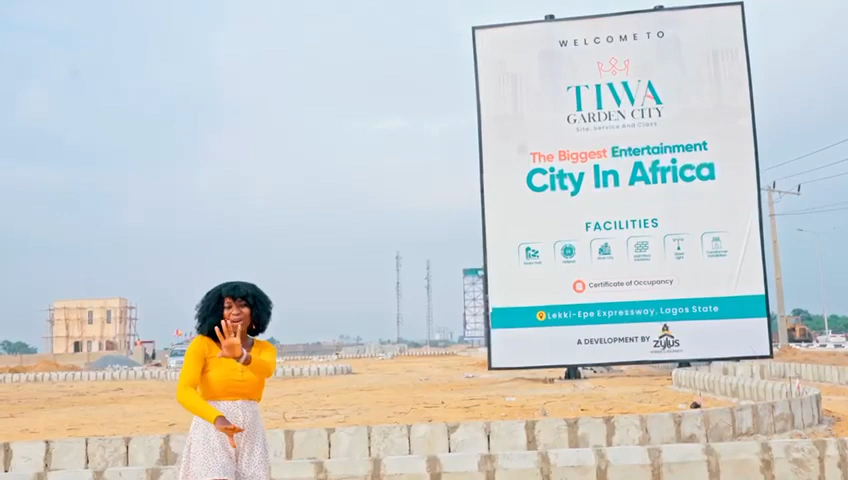 WELCOME TO
TIWA
GARDEN CITY
Site, Service And Class
The Biggest Entertainment
City In Africa
FACILITIES
Certificate of Occupancy
Lekki-Epe Expressway, Lagos State
A DEVELOPMENT BY zylus